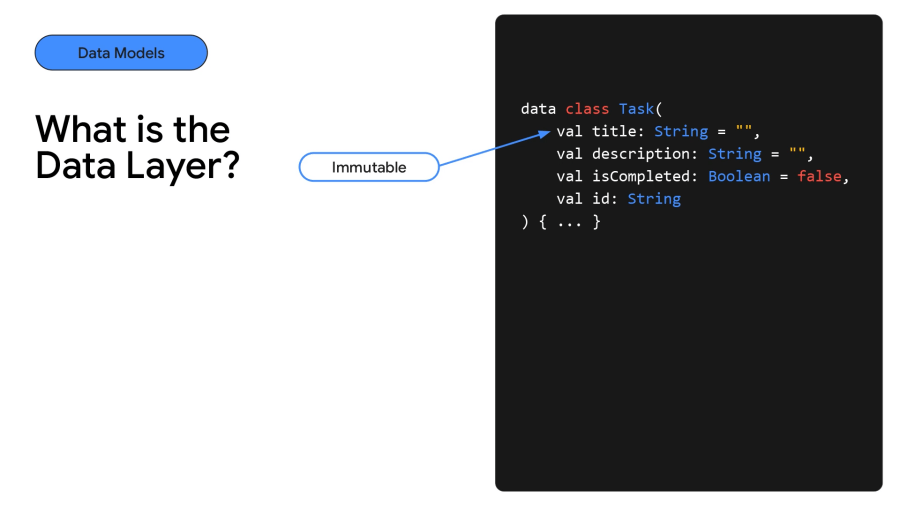 Data Models
What is the
Data Layer?
Immutable
data class Task(
    val title: String = "",
    val description: String = "",
    val isCompleted: Boolean = false,
    val id: String
) { ... }